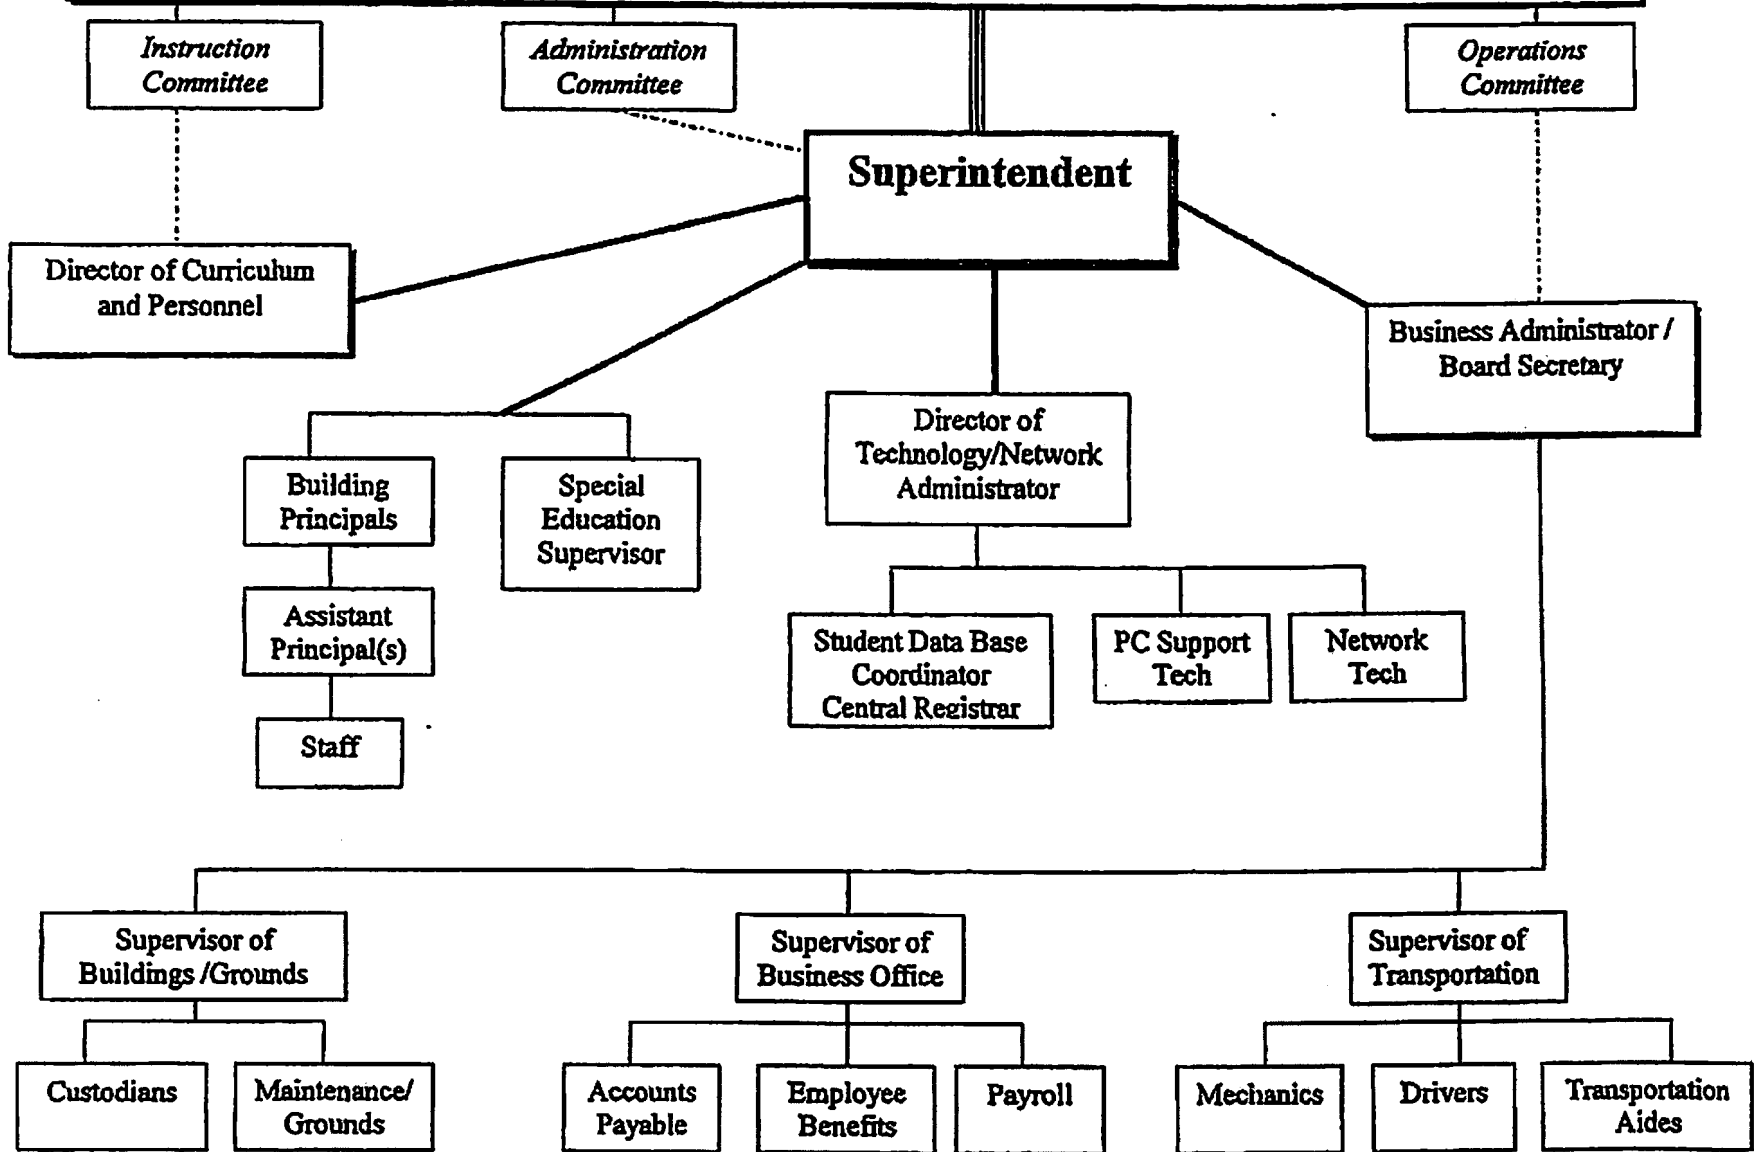 Instruction
Committee
Administration
Committee
Operations
Committee
Superintendent
Director of Curriculum
and Personnel
Business Administrator /
Board Secretary
Director of
Technology/Network
Administrator
Building
Principals
Special
Education
Supervisor
Assistant
Principal(s)
Staff
Student Data Base
Coordinator
Central Registrar
PC Support
Tech
Network
Tech
Supervisor of
Buildings /Grounds
Supervisor of
Business Office
Supervisor of
Transportation
Custodians
Maintenance/
Grounds
Accounts
Payable
Employee
Benefits
Payroll
Mechanics
Drivers
Transportation
Aides